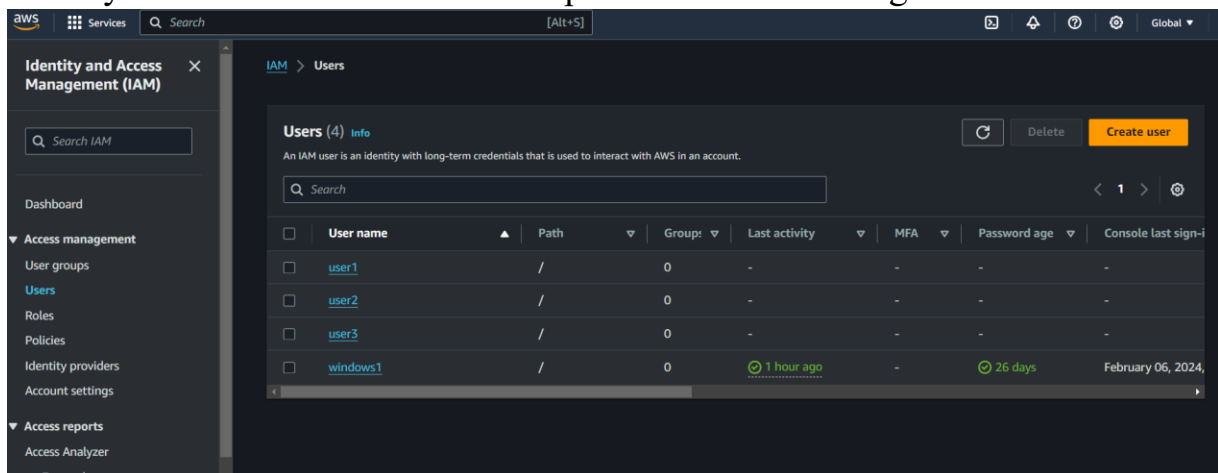 aws Services Search [Alt+S] Global
Identity and Access
Management (IAM)
Search IAM
Dashboard
Access management
User groups
Users
Roles
Policies
Identity providers
Account settings
Access reports
Access Analyzer
IAM > Users
Users (4) Info Delete Create user
An IAM user is an identity with long-term credentials that is used to interact with AWS in an account.
Search 1
User name Path Groups Last activity MFA Password age Console last sign-i
user1 / 0 - - - -
user2 / 0 - - - -
user3 / 0 - - - -
windows1 / 0 1 hour ago - 26 days February 06, 2024,